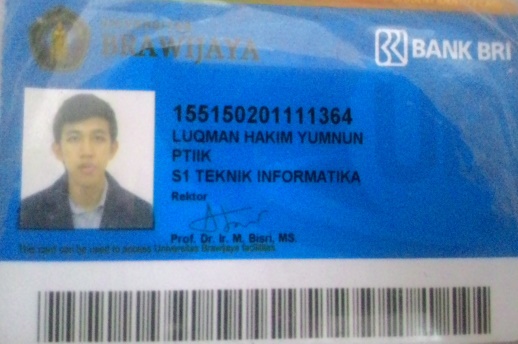 UNIVERSITAS
BRAWIJAYA
BANK BRI
155150201111364
LUQMAN HAKIM YUMNUN
PTIIK
S1 TEKNIK INFORMATIKA
Rektor
Prof. Dr. Ir. M. Bisri, MS.
This card can be used to access Universitas Brawijaya facilities.